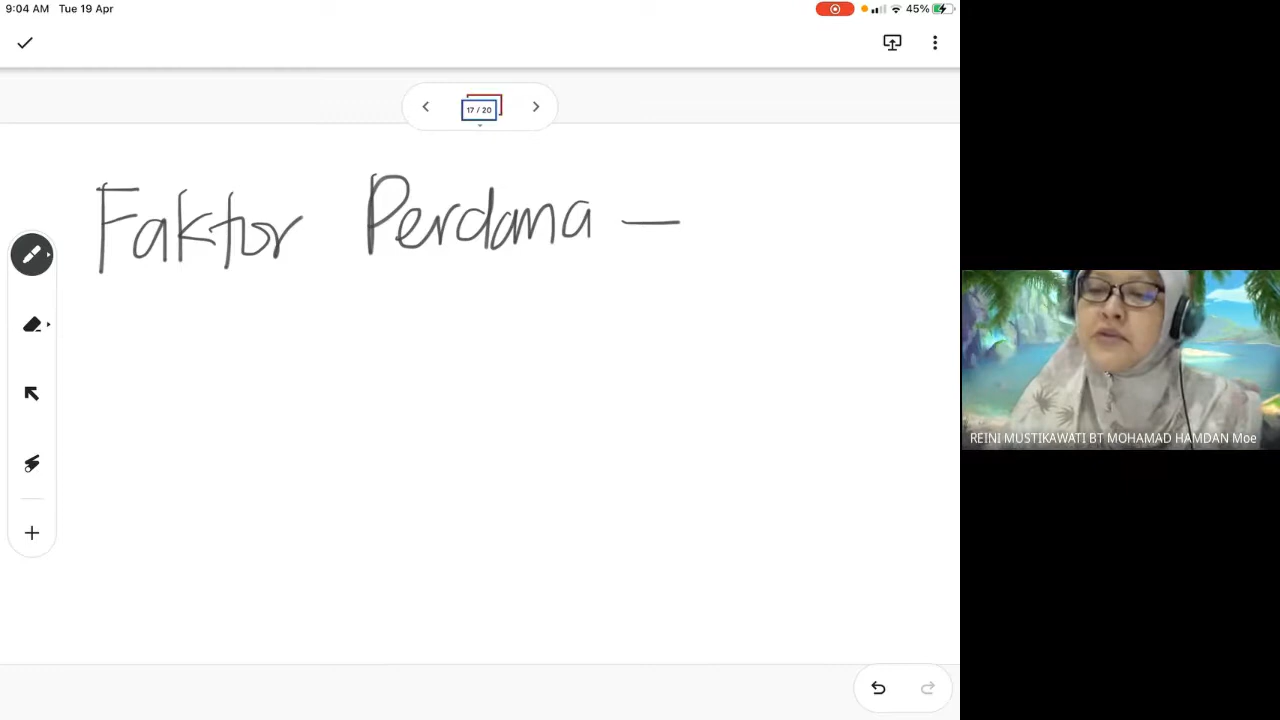 9:04 AM Tue 19 Apr 45%
17 / 20
Faktor Perdana —
REINI MUSTIKAWATI BT MOHAMAD HAMDAN Moe